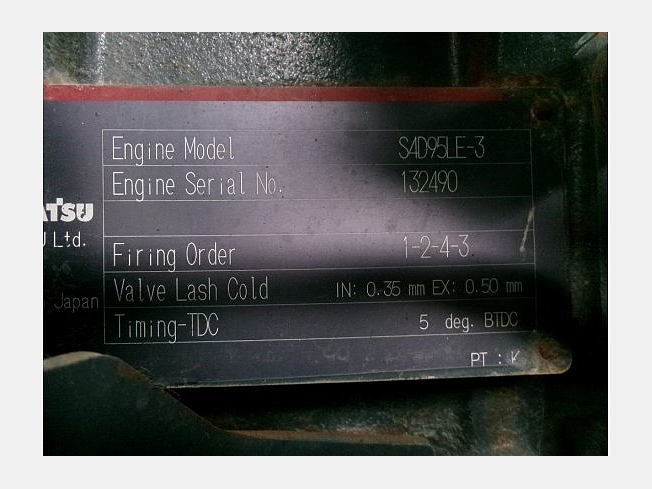 Engine Model S4D95LE-3
Engine Serial No. 132490
ATSU
U Ltd.
Firing Order 1-2-4-3
Japan
Valve Lash Cold IN: 0.35 mm EX: 0.50 mm
Timing-TDC 5 deg. BTDC
PT : K